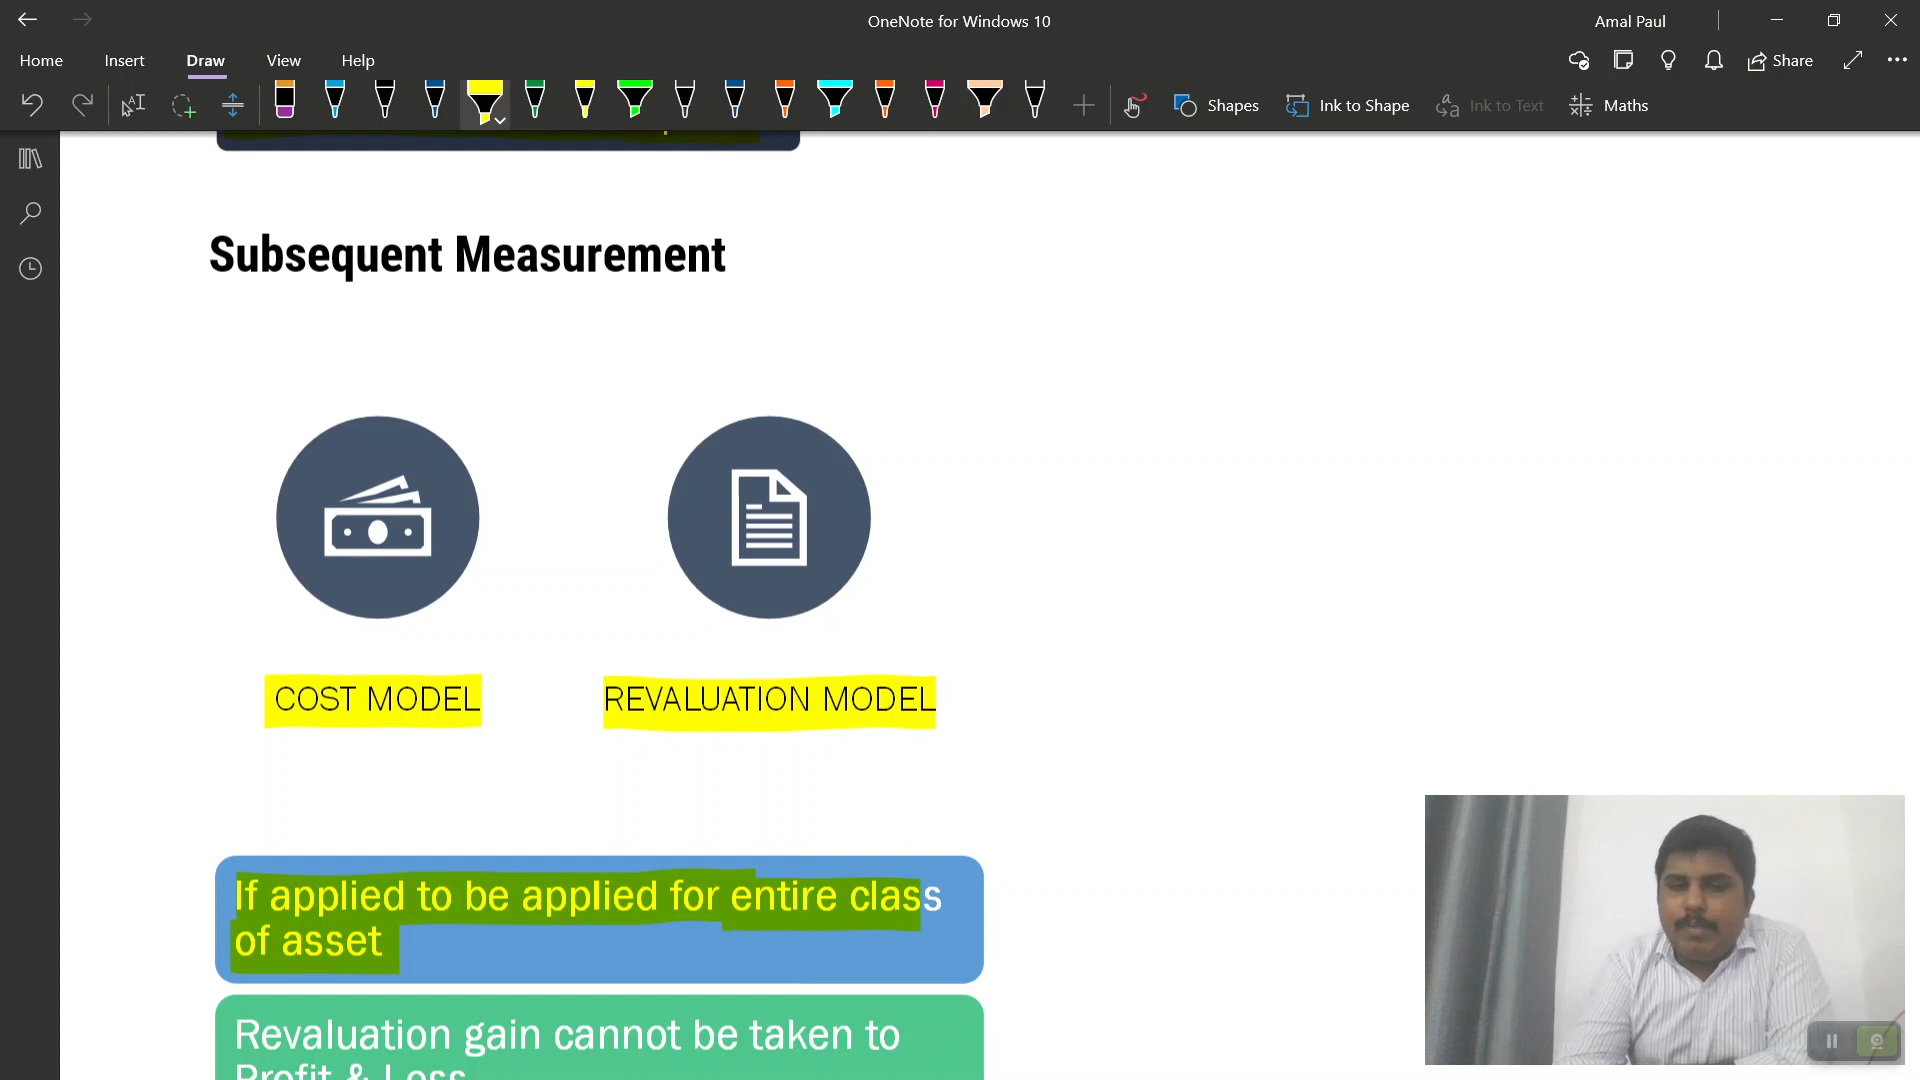 OneNote for Windows 10
Amal Paul
Home
Insert
Draw
View
Help
Share
Shapes
Ink to Shape
Ink to Text
Maths
Subsequent Measurement
COST MODEL
REVALUATION MODEL
If applied to be applied for entire class
of asset
Revaluation gain cannot be taken to
Profit & Loss